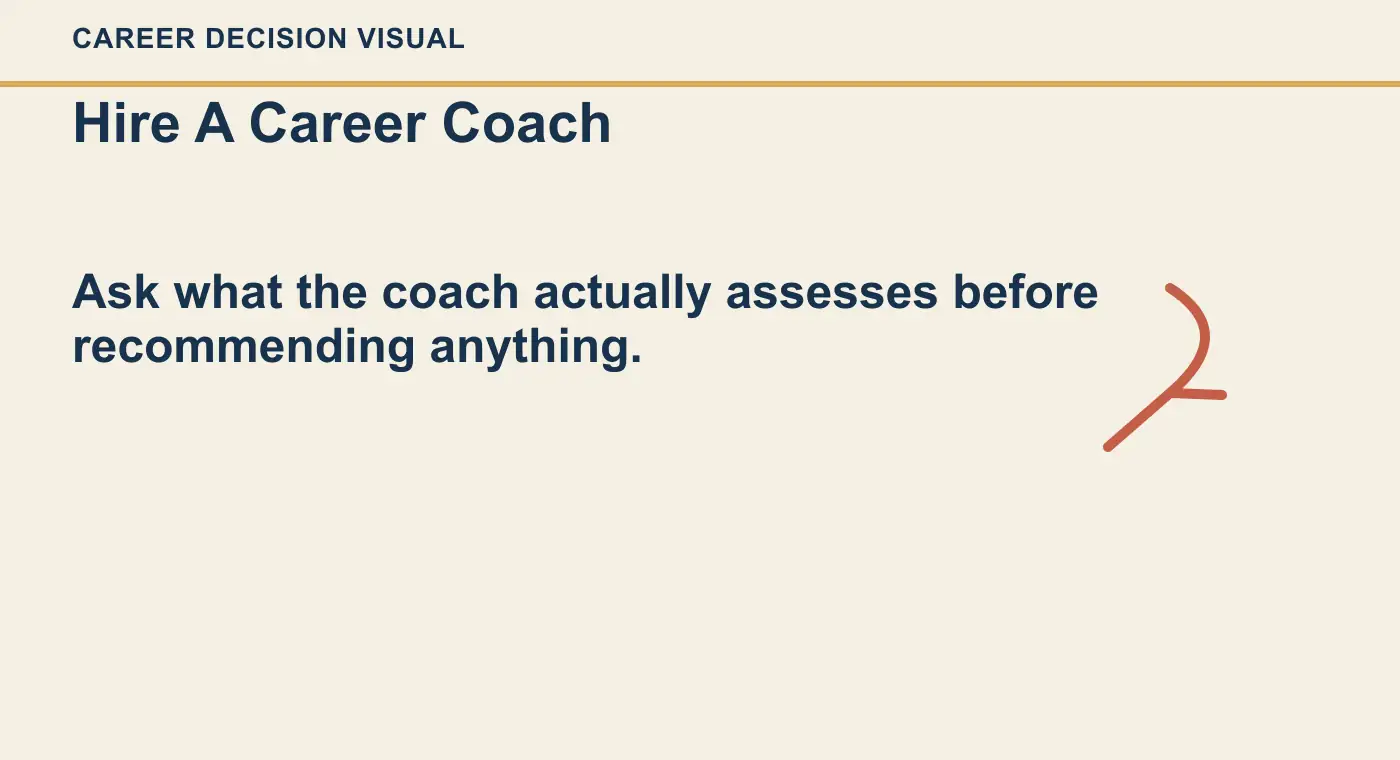 CAREER DECISION VISUAL
Hire A Career Coach
Ask what the coach actually assesses before
recommending anything.